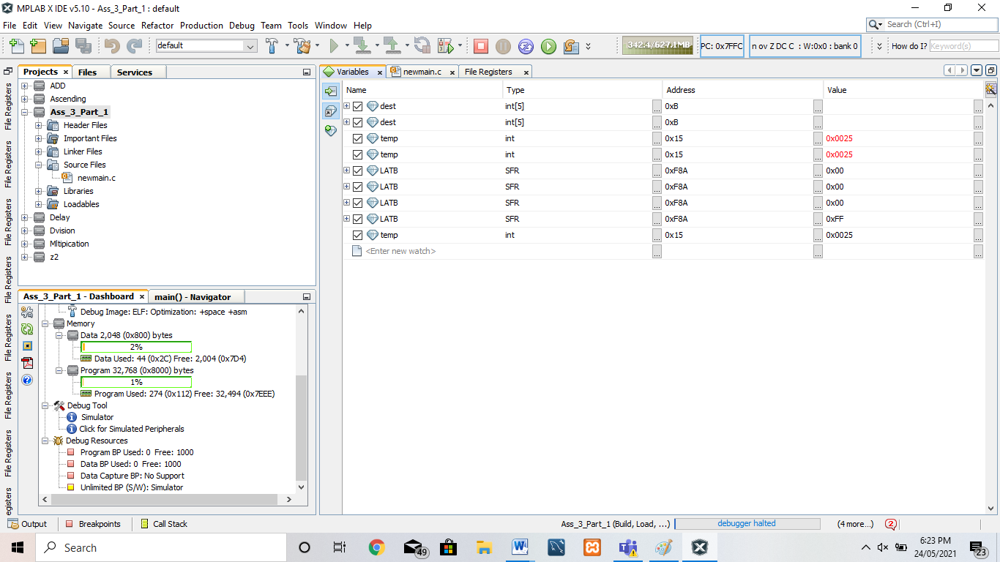 MPLAB X IDE v5.10 - Ass_3_Part_1 : default
File Edit View Navigate Source Refactor Production Debug Team Tools Window Help
Search (Ctrl+I)
default
342.4/627.1MB
PC: 0x7FFC
n ov Z DC C : W:0x0 : bank 0
How do I?
Keyword(s)
Projects
Files
Services
ADD
Ascending
Ass_3_Part_1
Header Files
Important Files
Linker Files
Source Files
newmain.c
Libraries
Loadables
Delay
Dvision
Mltipication
z2
File Registers
File Registers
File Registers
File Registers
File Registers
File Registers
File Registers
egisters
Ass_3_Part_1 - Dashboard
main() - Navigator
Debug Image: ELF: Optimization: +space +asm
Memory
Data 2,048 (0x800) bytes
2%
Data Used: 44 (0x2C) Free: 2,004 (0x7D4)
Program 32,768 (0x8000) bytes
1%
Program Used: 274 (0x112) Free: 32,494 (0x7EEE)
Debug Tool
Simulator
Click for Simulated Peripherals
Debug Resources
Program BP Used: 0 Free: 1000
Data BP Used: 0 Free: 1000
Data Capture BP: No Support
Unlimited BP (S/W): Simulator
Variables
newmain.c
File Registers
Name Type Address Value
dest int[5] ... 0xB ... ...
dest int[5] ... 0xB ... ...
temp int ... 0x15 ... 0x0025 ...
temp int ... 0x15 ... 0x0025 ...
LATB SFR ... 0xF8A ... 0x00 ...
LATB SFR ... 0xF8A ... 0x00 ...
LATB SFR ... 0xF8A ... 0x00 ...
LATB SFR ... 0xF8A ... 0xFF ...
temp int ... 0x15 ... 0x0025 ...
<Enter new watch> ... ... ...
Output
Breakpoints
Call Stack
Ass_3_Part_1 (Build, Load, ...)
debugger halted
(4 more...)
2
Search
49
6:23 PM
24/05/2021
23